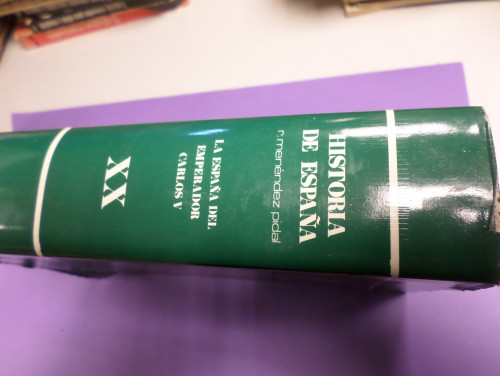 HISTORIA
DE ESPAÑA
r. menéndez pidal
LA ESPAÑA DEL
EMPERADOR
CARLOS V
XX